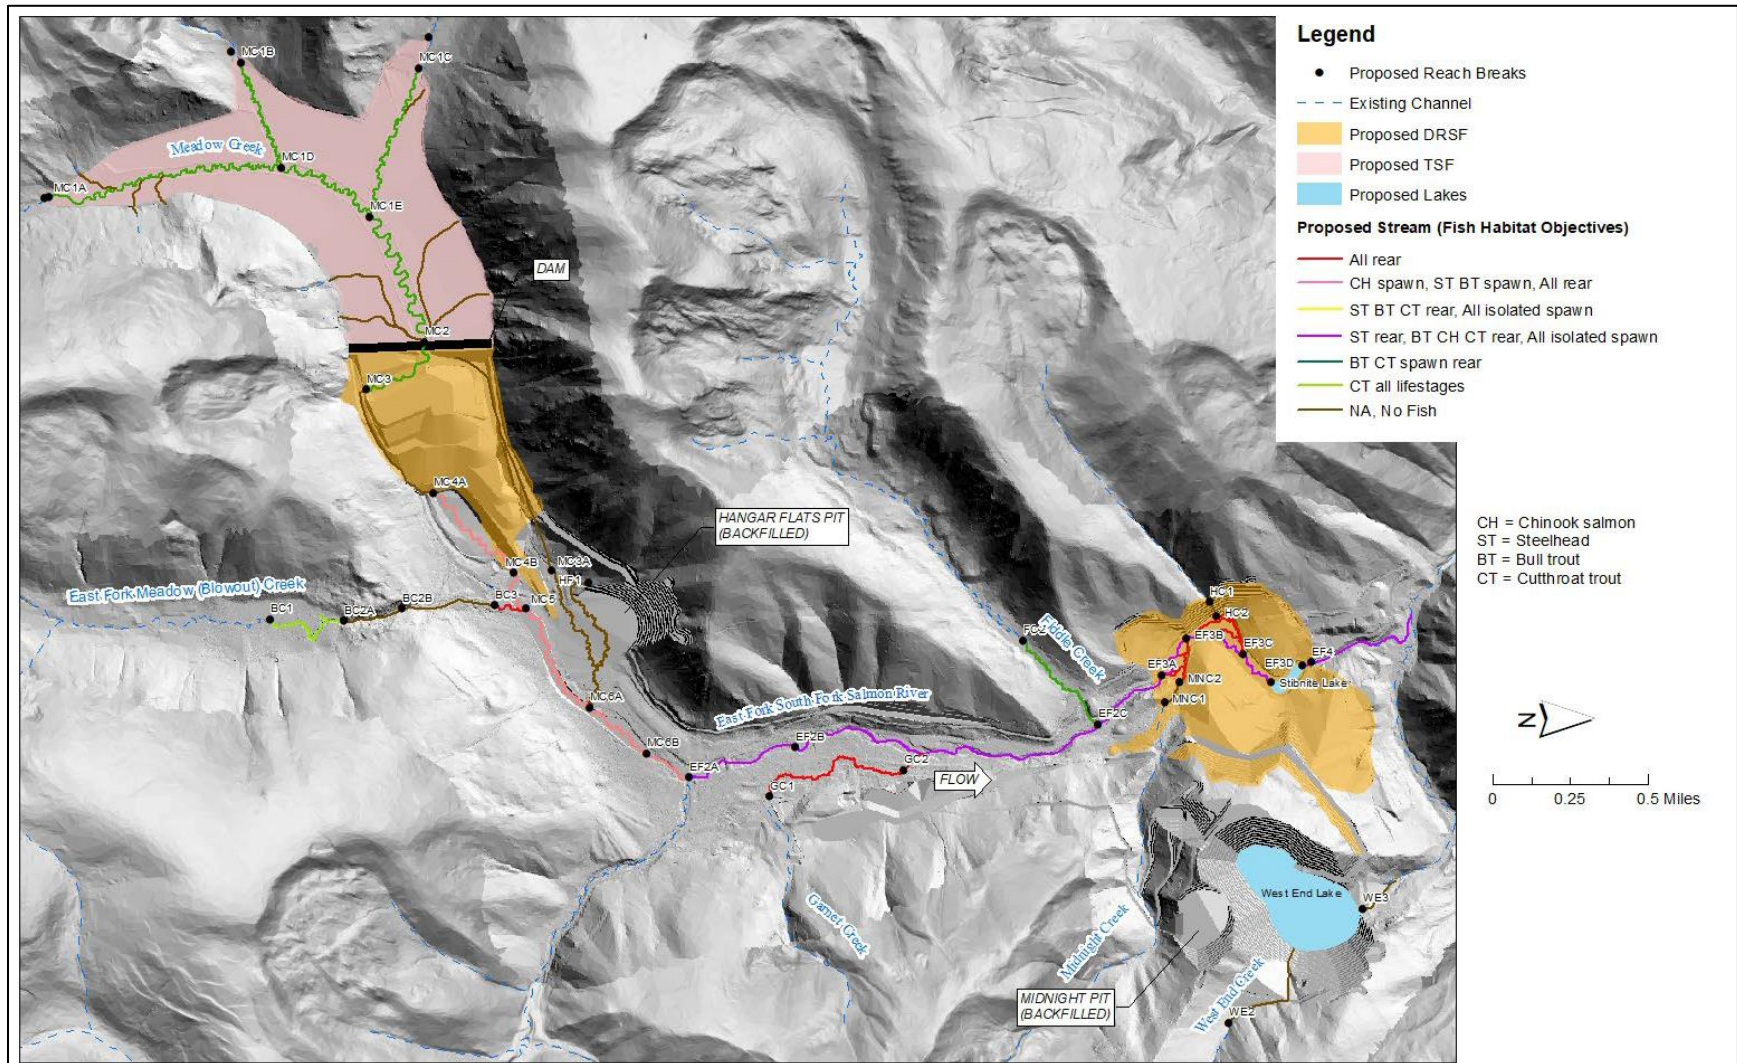 MC1B
MC1C
Meadow Creek
MC1D
MC1A
MC1E
DAM
MC2
MC3
MC4A
HANGAR FLATS PIT
(BACKFILLED)
MC4B
MC3A
HF1
East Fork Meadow (Blowout) Creek
BC1
BC2A
BC2B
BC3
MC5
MC6A
MC6B
EF2A
East Fork South Fork Salmon River
EF2B
GC1
GC2
FLOW
FC2
Fiddle Creek
EF2C
HC1
HC2
EF3B
EF3C
EF3A
EF3D
EF4
MNC2
Stibnite Lake
MNC1
Garnet Creek
Midnight Creek
West End Lake
WE3
West End Creek
MIDNIGHT PIT
(BACKFILLED)
WE2
Legend
Proposed Reach Breaks
Existing Channel
Proposed DRSF
Proposed TSF
Proposed Lakes
Proposed Stream (Fish Habitat Objectives)
All rear
CH spawn, ST BT spawn, All rear
ST BT CT rear, All isolated spawn
ST rear, BT CH CT rear, All isolated spawn
BT CT spawn rear
CT all lifestages
NA, No Fish
CH = Chinook salmon
ST = Steelhead
BT = Bull trout
CT = Cutthroat trout
N
0 0.25 0.5 Miles